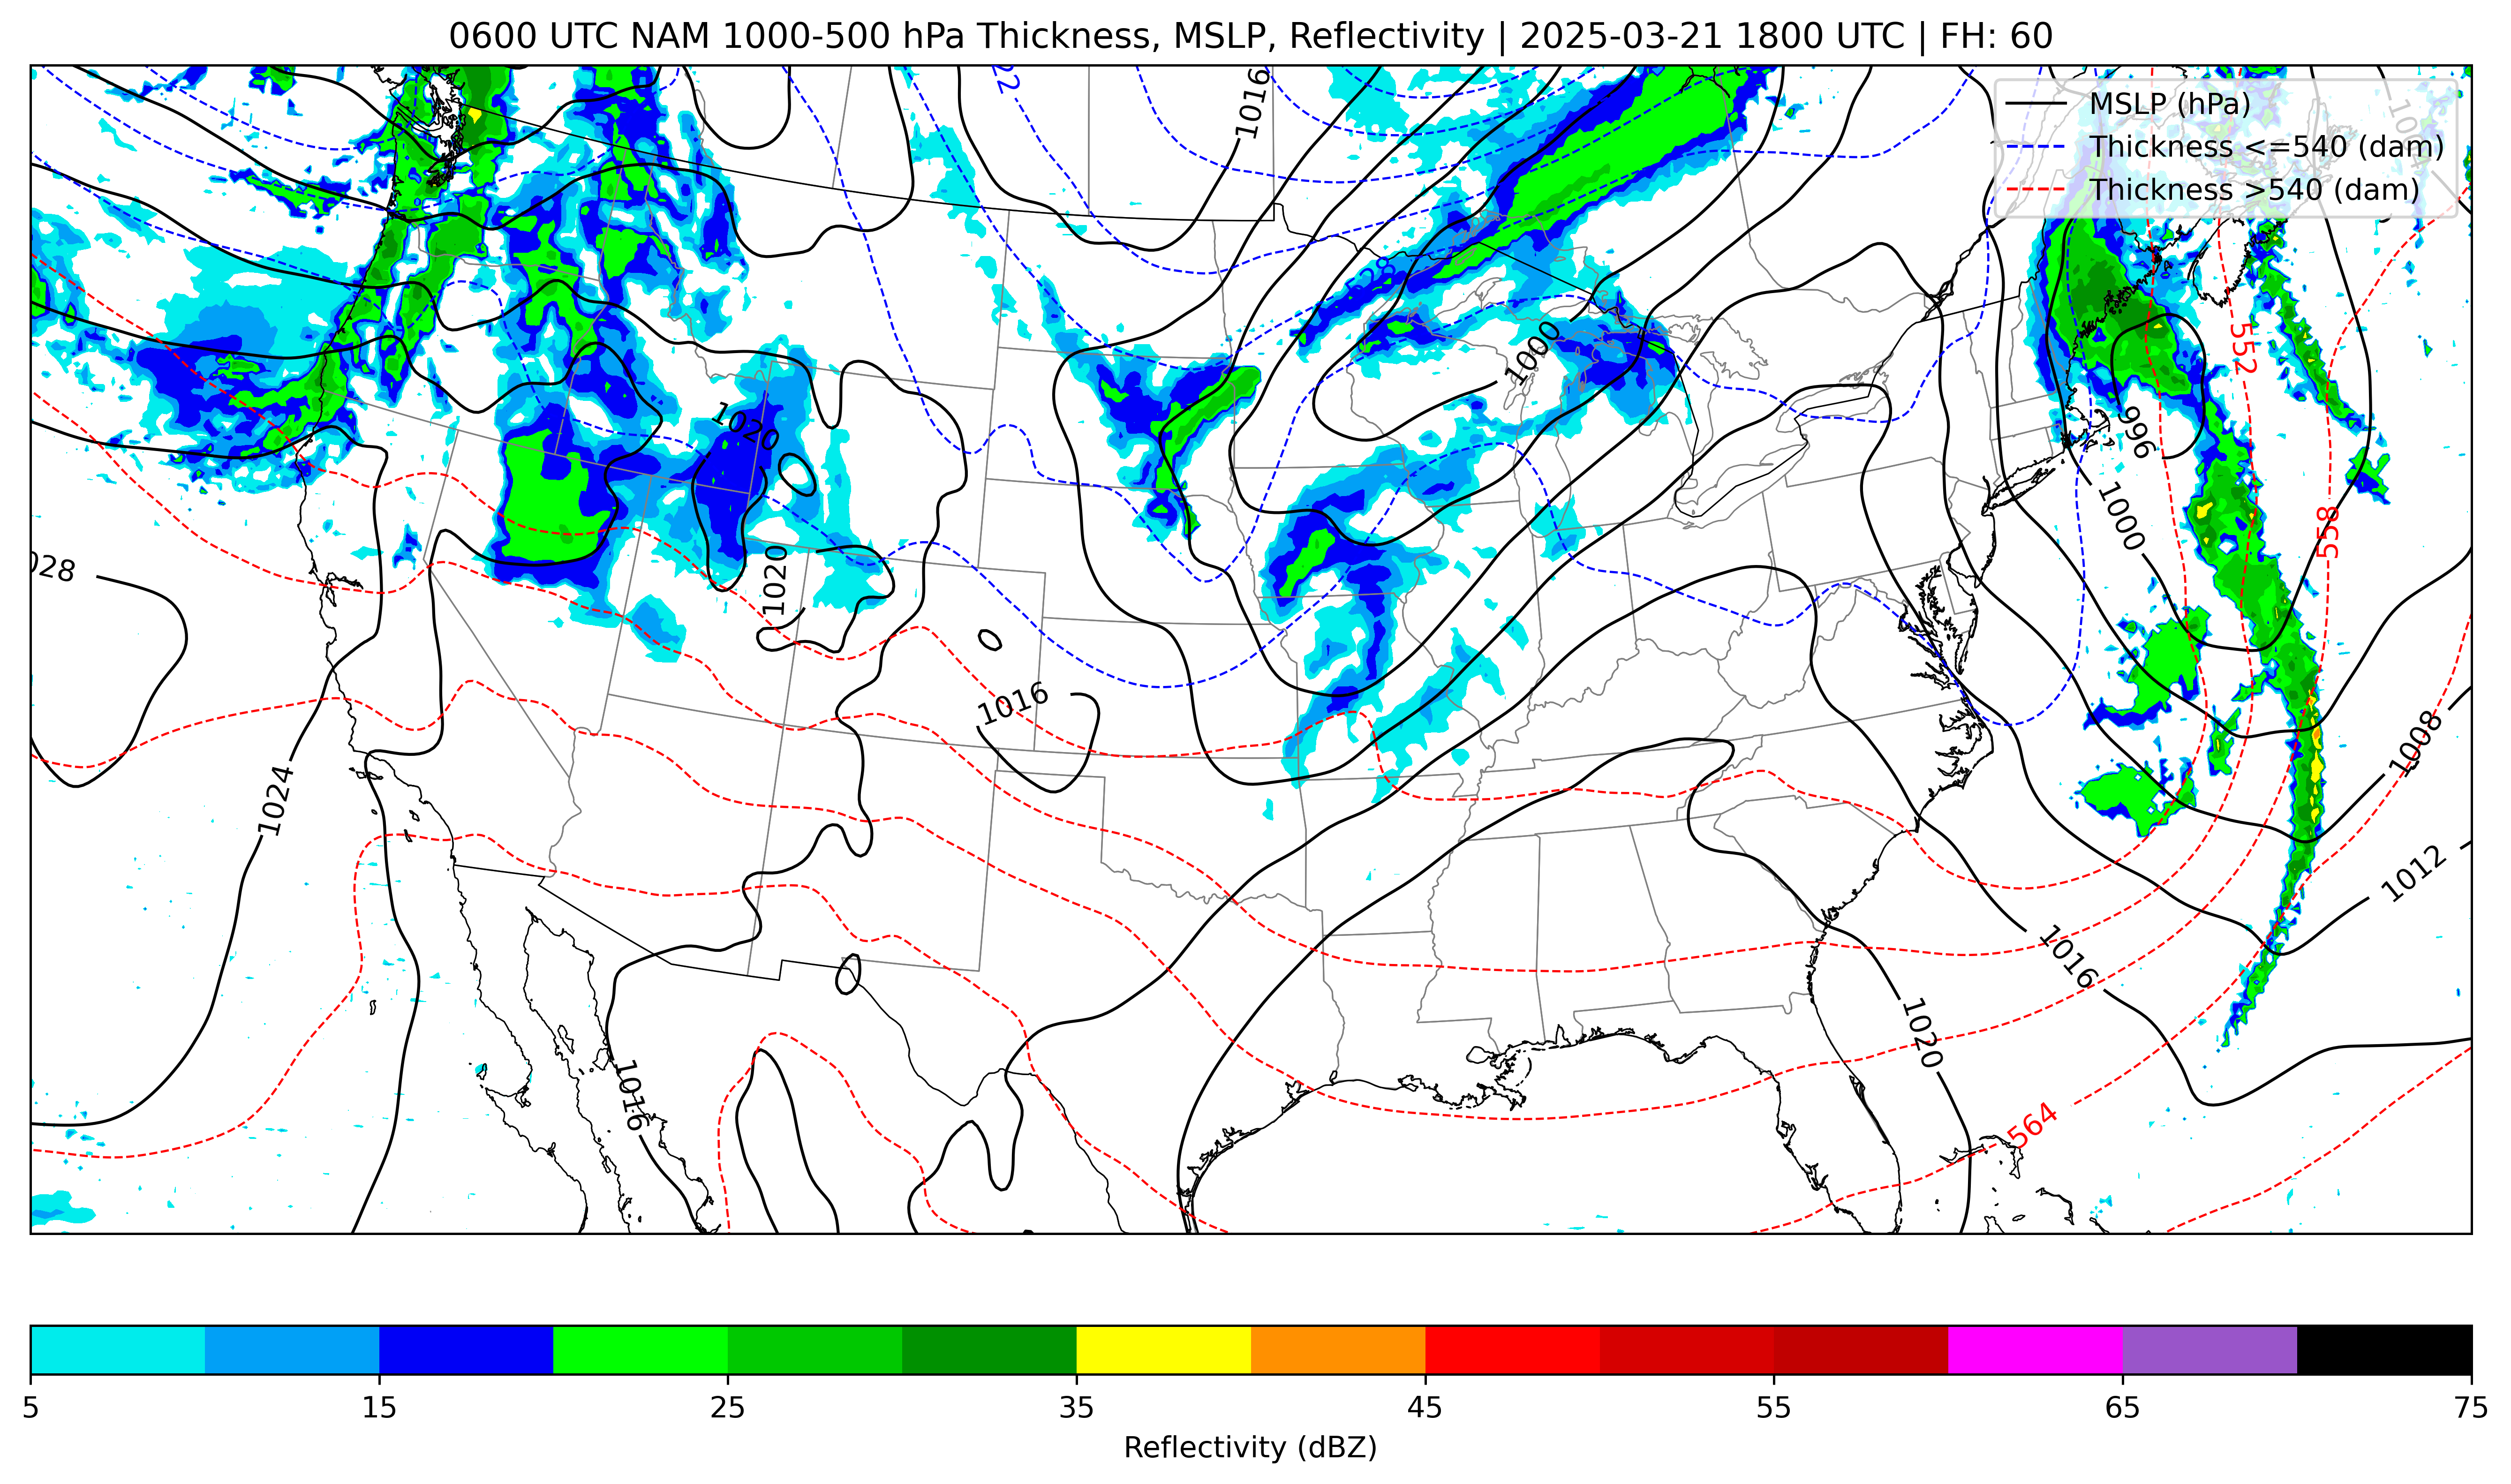 0600 UTC NAM 1000-500 hPa Thickness, MSLP, Reflectivity | 2025-03-21 1800 UTC | FH: 60
MSLP (hPa)
Thickness <=540 (dam)
Thickness >540 (dam)
1016
1000
552
996
1020
1000
558
1020
028
1016
1008
1024
1012
1016
1020
1016
564
5 15 25 35 45 55 65 75
Reflectivity (dBZ)